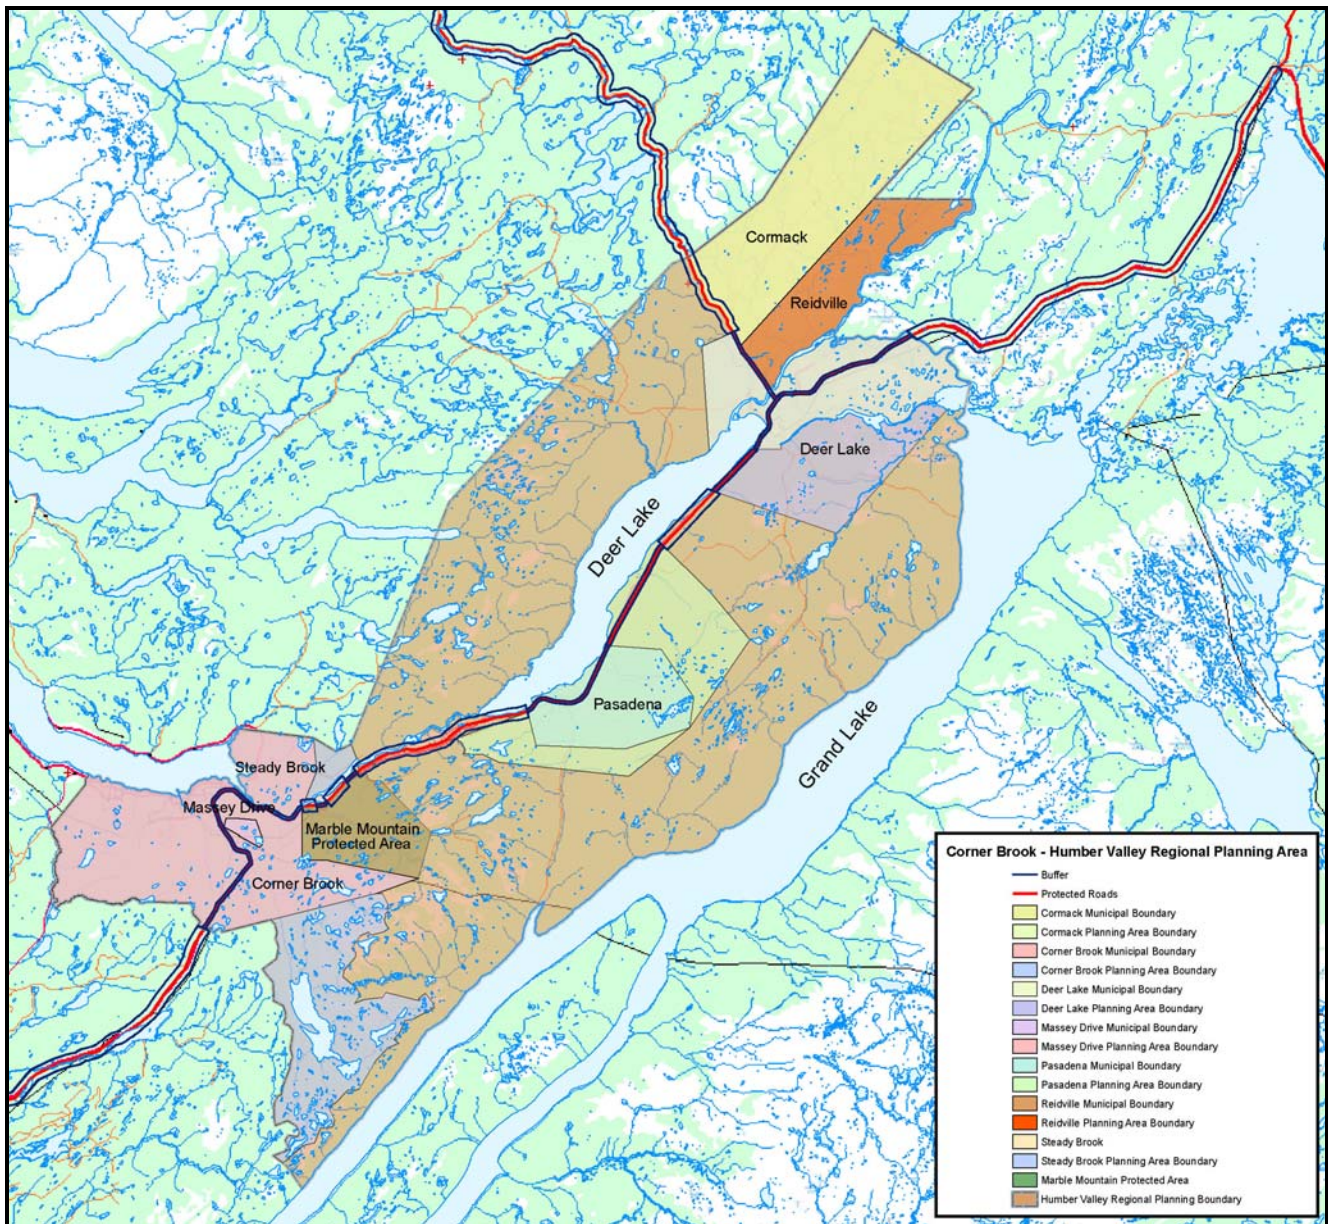 Cormack
Reidville
Deer Lake
Deer Lake
Pasadena
Grand Lake
Steady Brook
Massey Drive
Marble Mountain
Protected Area
Corner Brook
Corner Brook - Humber Valley Regional Planning Area
Buffer
Protected Roads
Cormack Municipal Boundary
Cormack Planning Area Boundary
Corner Brook Municipal Boundary
Corner Brook Planning Area Boundary
Deer Lake Municipal Boundary
Deer Lake Planning Area Boundary
Massey Drive Municipal Boundary
Massey Drive Planning Area Boundary
Pasadena Municipal Boundary
Pasadena Planning Area Boundary
Reidville Municipal Boundary
Reidville Planning Area Boundary
Steady Brook
Steady Brook Planning Area Boundary
Marble Mountain Protected Area
Humber Valley Regional Planning Boundary